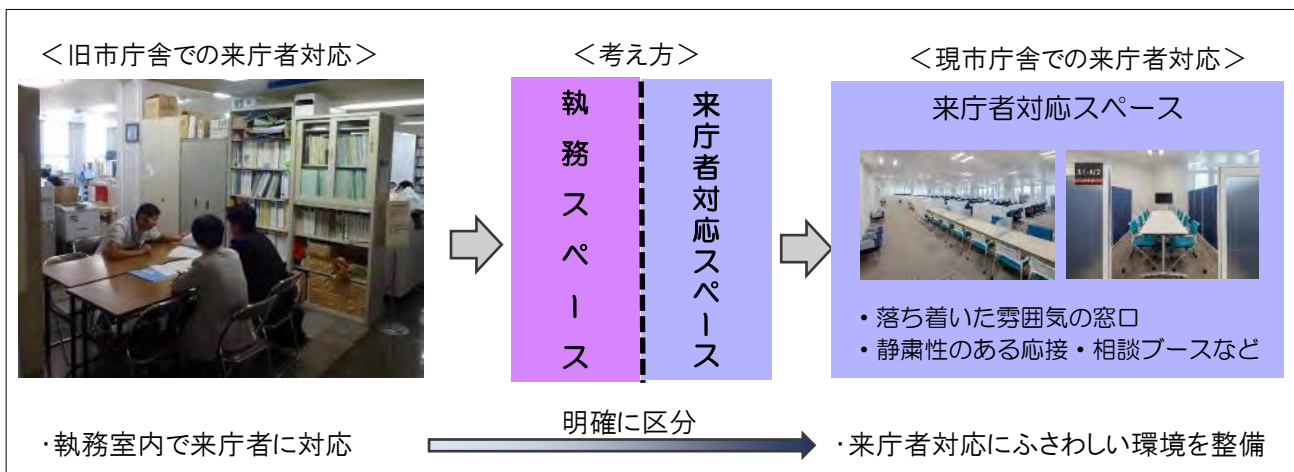 ＜旧市庁舎での来庁者対応＞
＜考え方＞
執務スペース
来庁者対応スペース
＜現市庁舎での来庁者対応＞
来庁者対応スペース
・落ち着いた雰囲気の窓口
・静粛性のある応接・相談ブースなど
・執務室内で来庁者に対応
明確に区分
・来庁者対応にふさわしい環境を整備